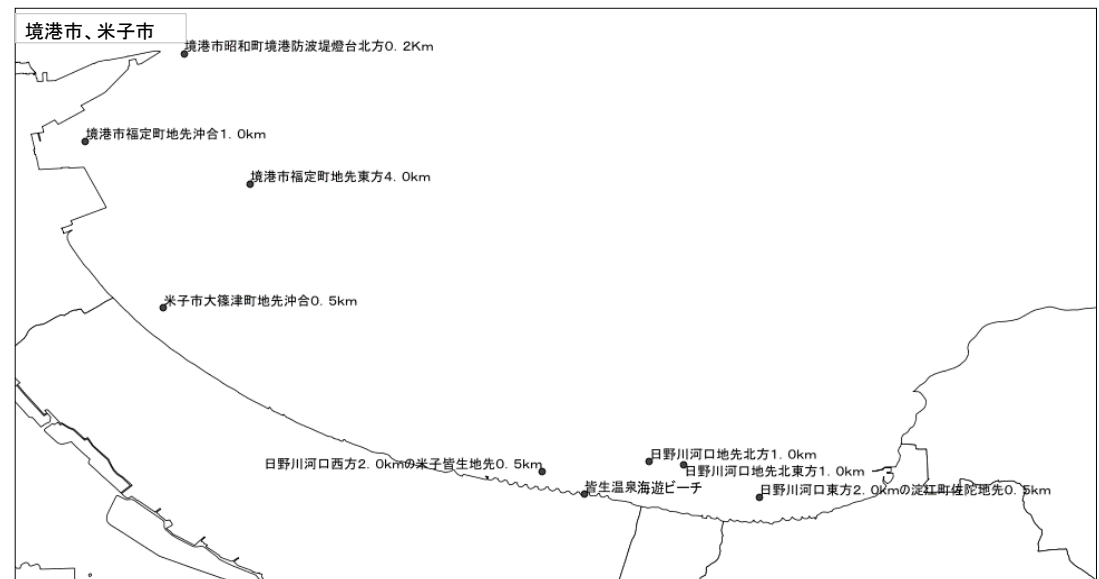 境港市、米子市
境港市昭和町境港防波堤燈台北方0．2Km
境港市福定町地先沖合1．0km
境港市福定町地先東方4．0km
米子市大篠津町地先沖合0．5km
日野川河口地先北方1．0km
日野川河口西方2．0kmの米子皆生地先0．5km
日野川河口地先北東方1．0km
皆生温泉海遊ビーチ
日野川河口東方2．0kmの淀江町佐陀地先0．5km